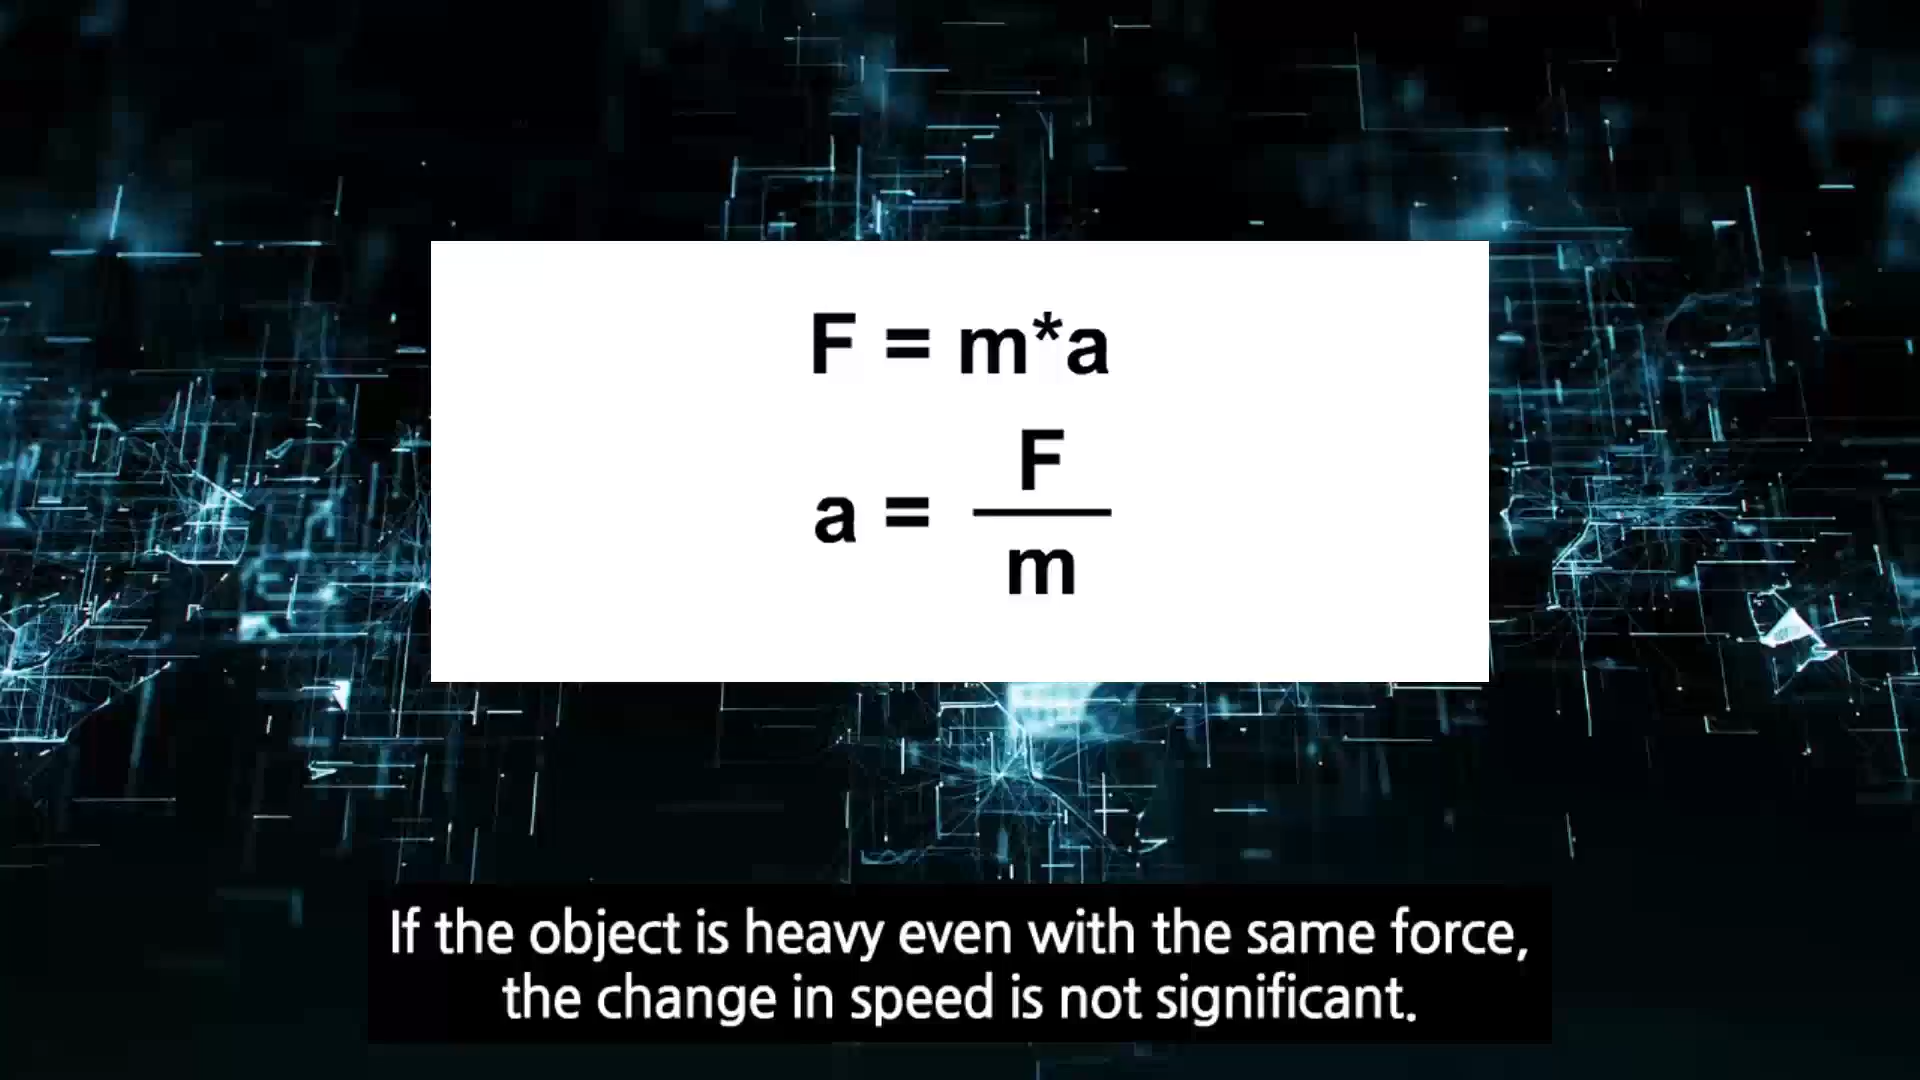 F = m*a
a = F
m
If the object is heavy even with the same force,
the change in speed is not significant.